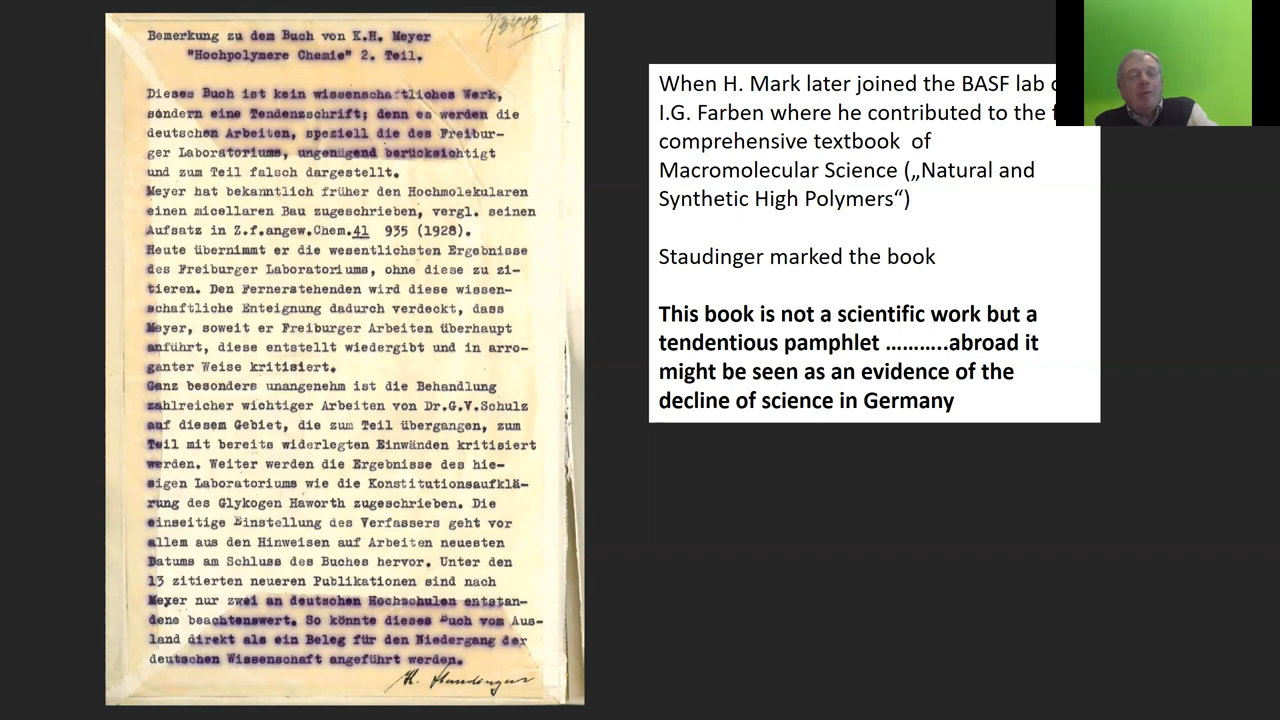 Bemerkung zu dem Buch von K.H. Meyer
"Hochpolymere Chemie" 2. Teil.
Dieses Buch ist kein wissenschaftliches Werk,
sondern eine Tendenzschrift; denn es werden die
deutschen Arbeiten, speziell die des Freibur-
ger Laboratoriums, ungenügend berücksichtigt
und zum Teil falsch dargestellt.
Meyer hat bekanntlich früher den Hochmolekularen
einen micellaren Bau zugeschrieben, vergl. seinen
Aufsatz in Z.f.angew.Chem.41 935 (1928).
Heute übernimmt er die wesentlichsten Ergebnisse
des Freiburger Laboratoriums, ohne diese zu zi-
tieren. Den Fernerstehenden wird diese wissen-
schaftliche Enteignung dadurch verdeckt, dass
Meyer, soweit er Freiburger Arbeiten überhaupt
anführt, diese entstellt wiedergibt und in arro-
ganter Weise kritisiert.
Ganz besonders unangenehm ist die Behandlung
zahlreicher wichtiger Arbeiten von Dr.G.V.Schulz
auf diesem Gebiet, die zum Teil übergangen, zum
Teil mit bereits widerlegten Einwänden kritisiert
werden. Weiter werden die Ergebnisse des hie-
sigen Laboratoriums wie die Konstitutionsaufklä-
rung des Glykogen Haworth zugeschrieben. Die
einseitige Einstellung des Verfassers geht vor
allem aus den Hinweisen auf Arbeiten neuesten
Datums am Schluss des Buches hervor. Unter den
13 zitierten neueren Publikationen sind nach
Meyer nur zwei an deutschen Hochschulen entstan-
dene beachtenswert. So könnte dieses Buch vom Aus-
land direkt als ein Beleg für den Niedergang der
deutschen Wissenschaft angeführt werden.
H. Staudinger
When H. Mark later joined the BASF lab
I.G. Farben where he contributed to the
comprehensive textbook of
Macromolecular Science („Natural and
Synthetic High Polymers“)
Staudinger marked the book
This book is not a scientific work but a
tendentious pamphlet ………..abroad it
might be seen as an evidence of the
decline of science in Germany